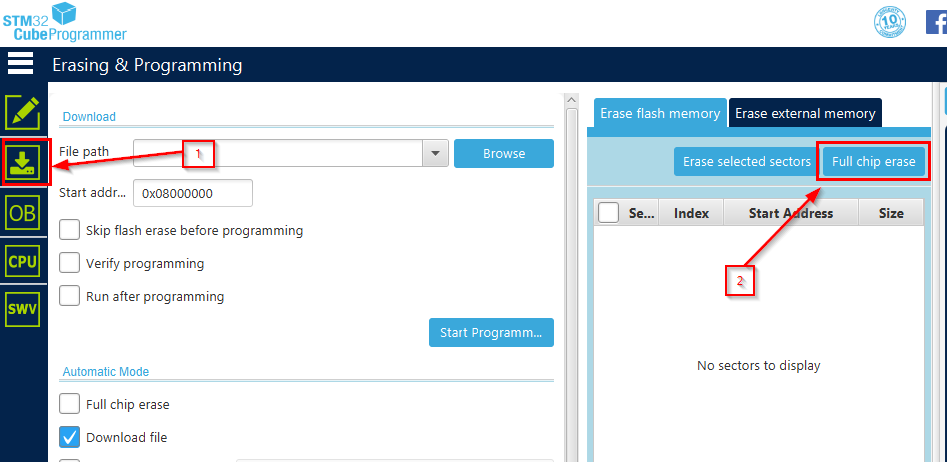 STM32
CubeProgrammer
10
YEARS
Erasing & Programming
Download
Erase flash memory
Erase external memory
File path
1
Browse
Erase selected sectors
Full chip erase
Start addr...
0x08000000
Se...
Index
Start Address
Size
OB
Skip flash erase before programming
CPU
Verify programming
2
SWV
Run after programming
Start Programm...
Automatic Mode
No sectors to display
Full chip erase
Download file